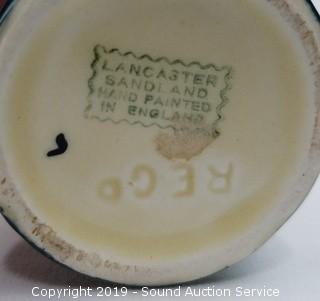 LANCASTER
SANDLAND
HAND PAINTED
IN ENGLAND
REGD
Copyright 2019 - Sound Auction Service